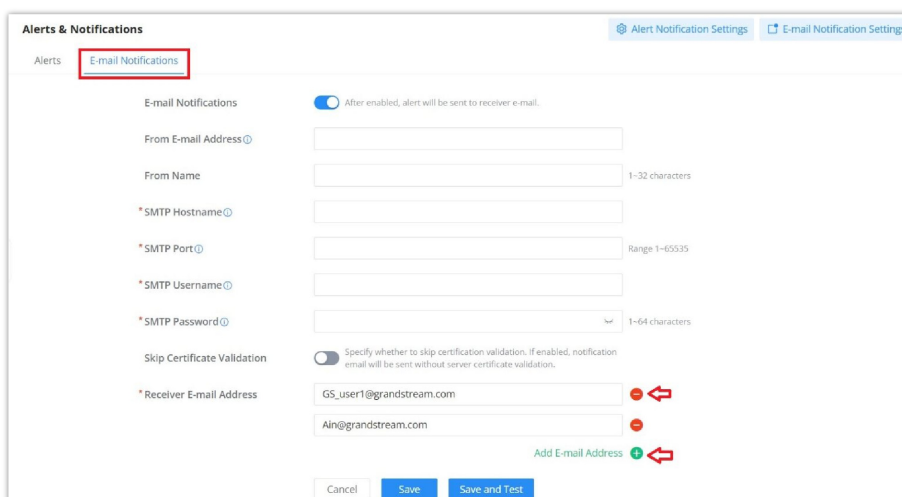 Alerts & Notifications
Alert Notification Settings
E-mail Notification Settings
Alerts
E-mail Notifications
E-mail Notifications
After enabled, alert will be sent to receiver e-mail.
From E-mail Address
From Name
1~32 characters
* SMTP Hostname
* SMTP Port
Range 1~65535
* SMTP Username
* SMTP Password
1~64 characters
Skip Certificate Validation
Specify whether to skip certification validation. If enabled, notification
email will be sent without server certificate validation.
* Receiver E-mail Address
GS_user1@grandstream.com
Ain@grandstream.com
Add E-mail Address
Cancel
Save
Save and Test